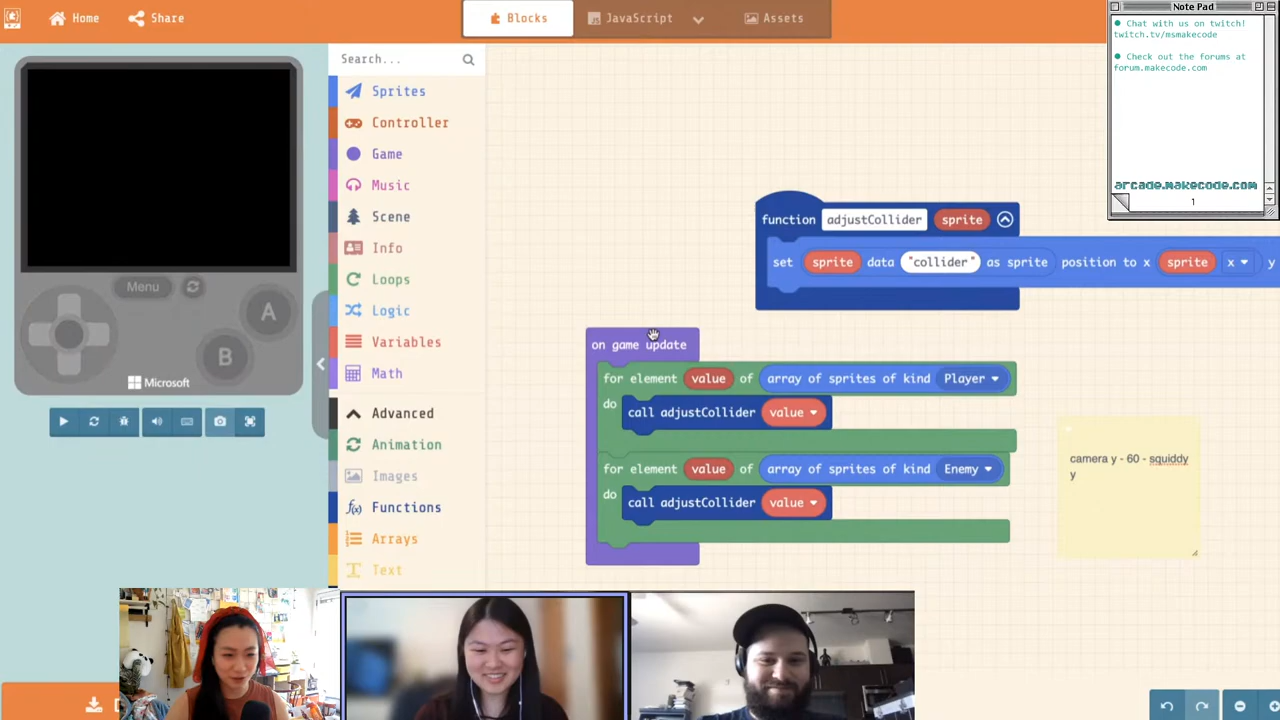 Home
Share
Blocks
JavaScript
Assets
Note Pad
● Chat with us on twitch!
twitch.tv/msmakecode
● Check out the forums at
forum.makecode.com
arcade.makecode.com
1
Search...
Sprites
Controller
Game
Music
Scene
Info
Loops
Logic
Variables
Math
Advanced
Animation
Images
Functions
Arrays
Text
Menu
A
B
Microsoft
function adjustCollider sprite
set sprite data "collider" as sprite position to x sprite x y
on game update
for element value of array of sprites of kind Player
do call adjustCollider value
for element value of array of sprites of kind Enemy
do call adjustCollider value
camera y - 60 - squiddy
y